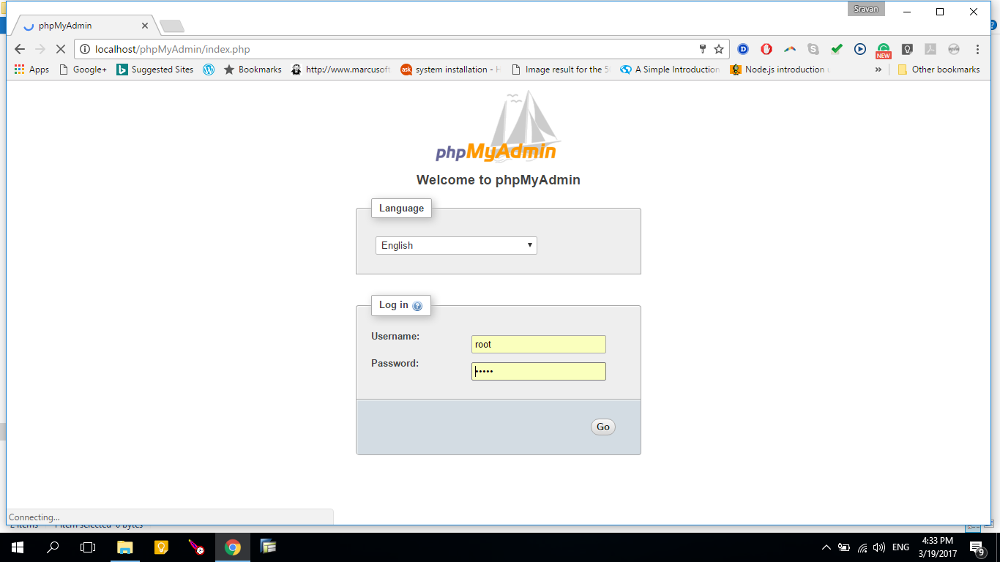 Sravan
phpMyAdmin
localhost/phpMyAdmin/index.php
NEW
Apps Google+ Suggested Sites Bookmarks http://www.marcusoft system installation - Image result for the 5 A Simple Introduction Node.js introduction » Other bookmarks
phpMyAdmin
Welcome to phpMyAdmin
Language
English
Log in
Username:
root
Password:
•••••
Go
Connecting...
2 items 1 item selected 0 bytes
ENG
4:33 PM
3/19/2017
9